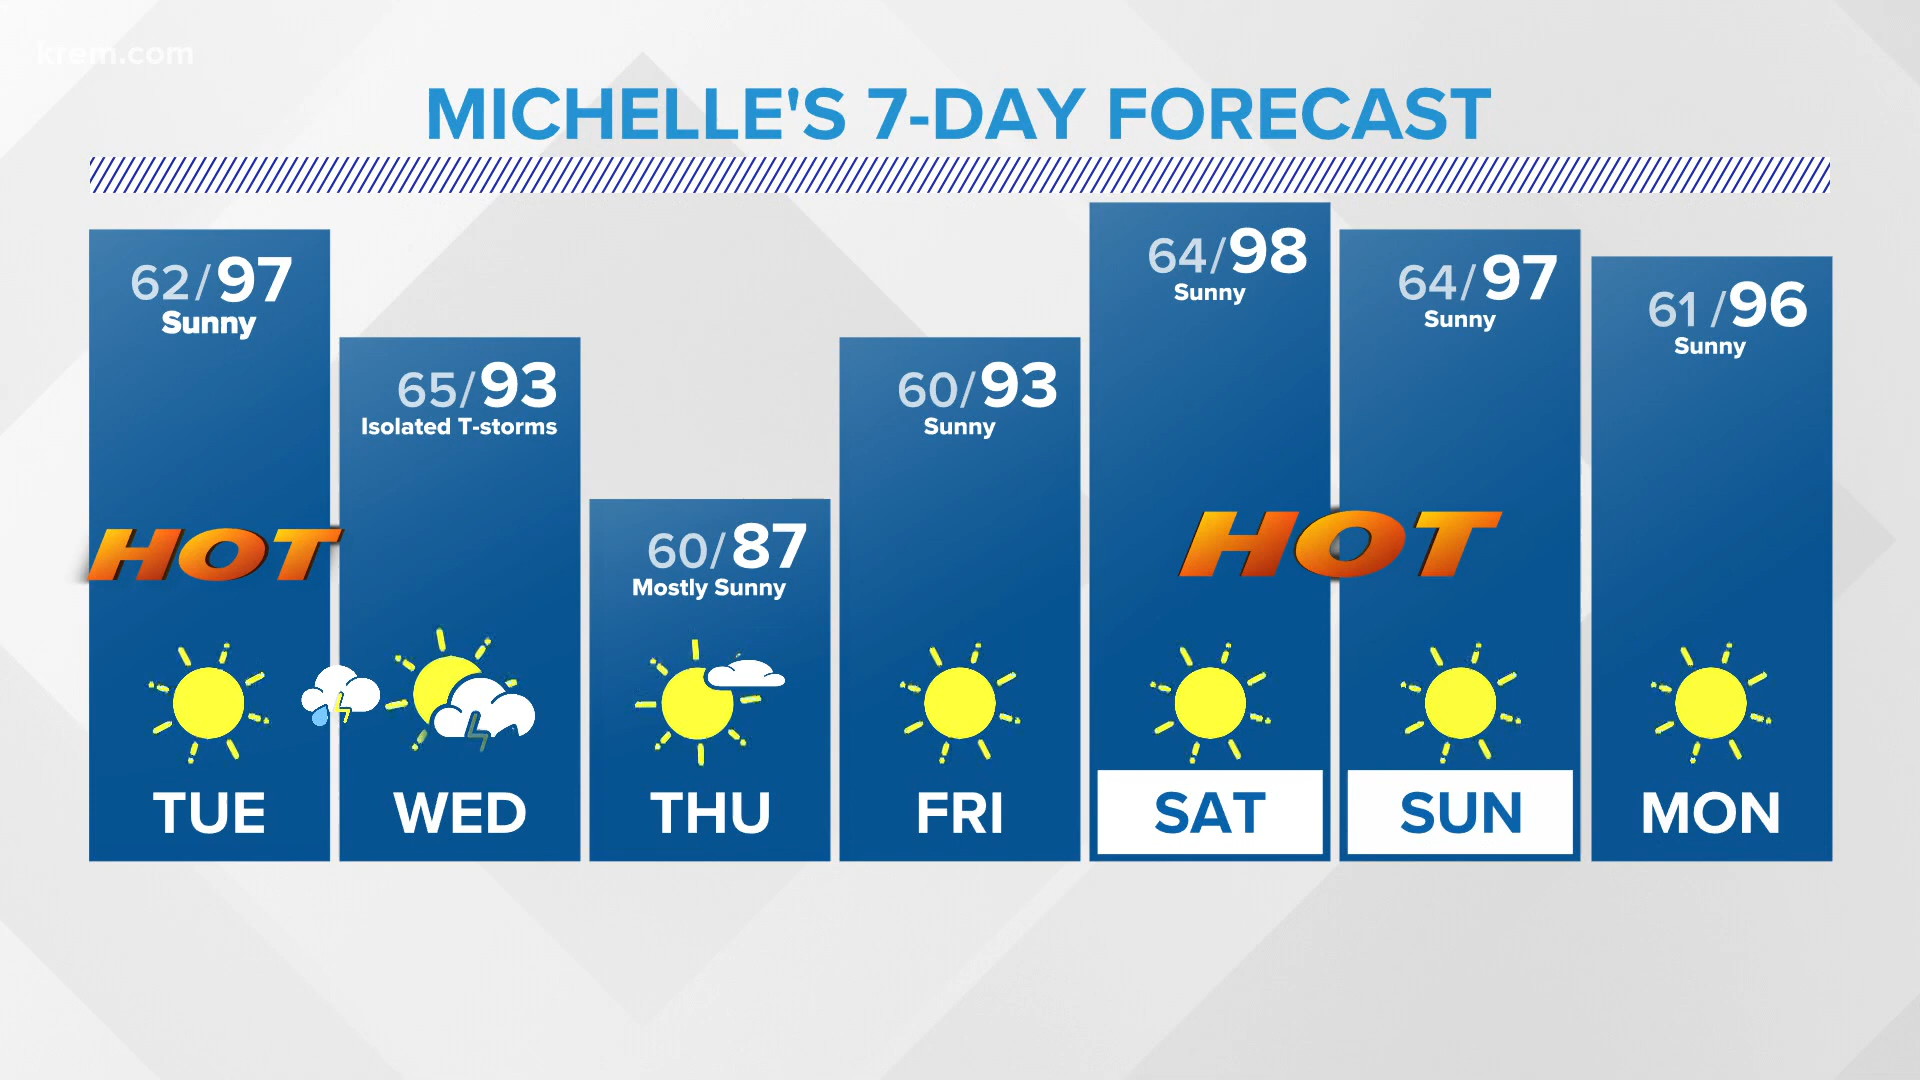 krem.com
MICHELLE'S 7-DAY FORECAST
62/97
Sunny
HOT
TUE
65/93
Isolated T-storms
WED
60/87
Mostly Sunny
THU
60/93
Sunny
FRI
64/98
Sunny
HOT
SAT
64/97
Sunny
SUN
61/96
Sunny
MON